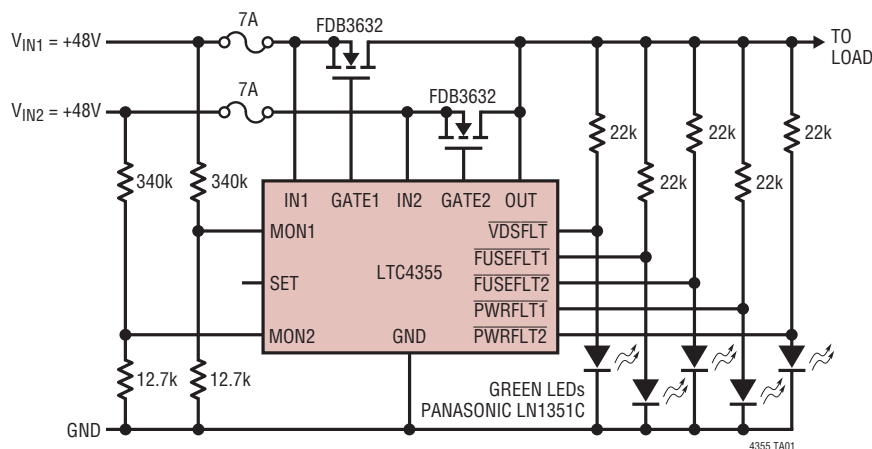 7A
FDB3632
V_IN1 = +48V
TO
LOAD
7A
FDB3632
V_IN2 = +48V
340k
340k
22k
22k
22k
22k
22k
IN1 GATE1 IN2 GATE2 OUT
MON1
VDSFLT
FUSEFLT1
LTC4355
SET
FUSEFLT2
PWRFLT1
MON2
GND
PWRFLT2
12.7k
12.7k
GREEN LEDs
PANASONIC LN1351C
GND
4355 TA01